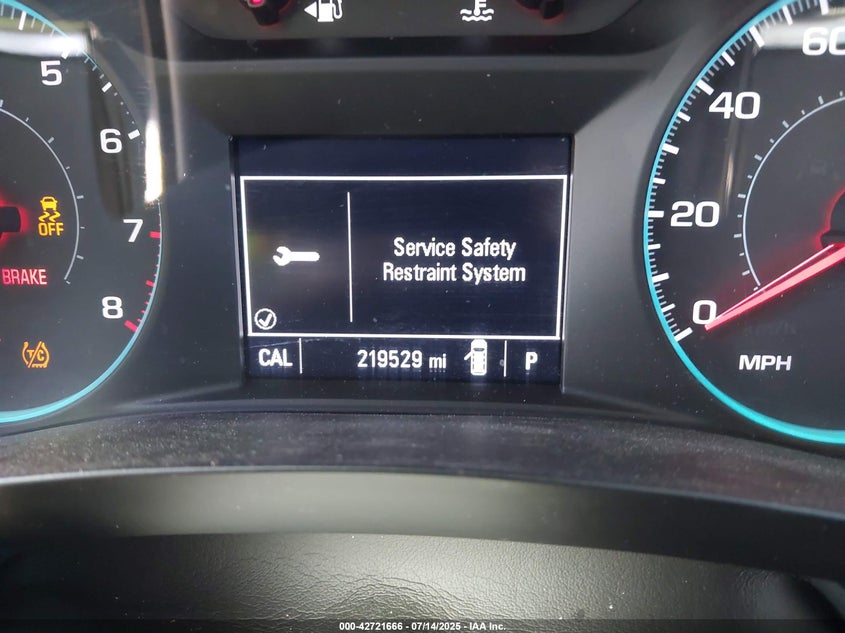 5
6
7
8
OFF
BRAKE
T/C
Service Safety
Restraint System
CAL
219529 mi
P
60
40
20
0
MPH
000-42721666 - 07/14/2025 - IAA Inc.